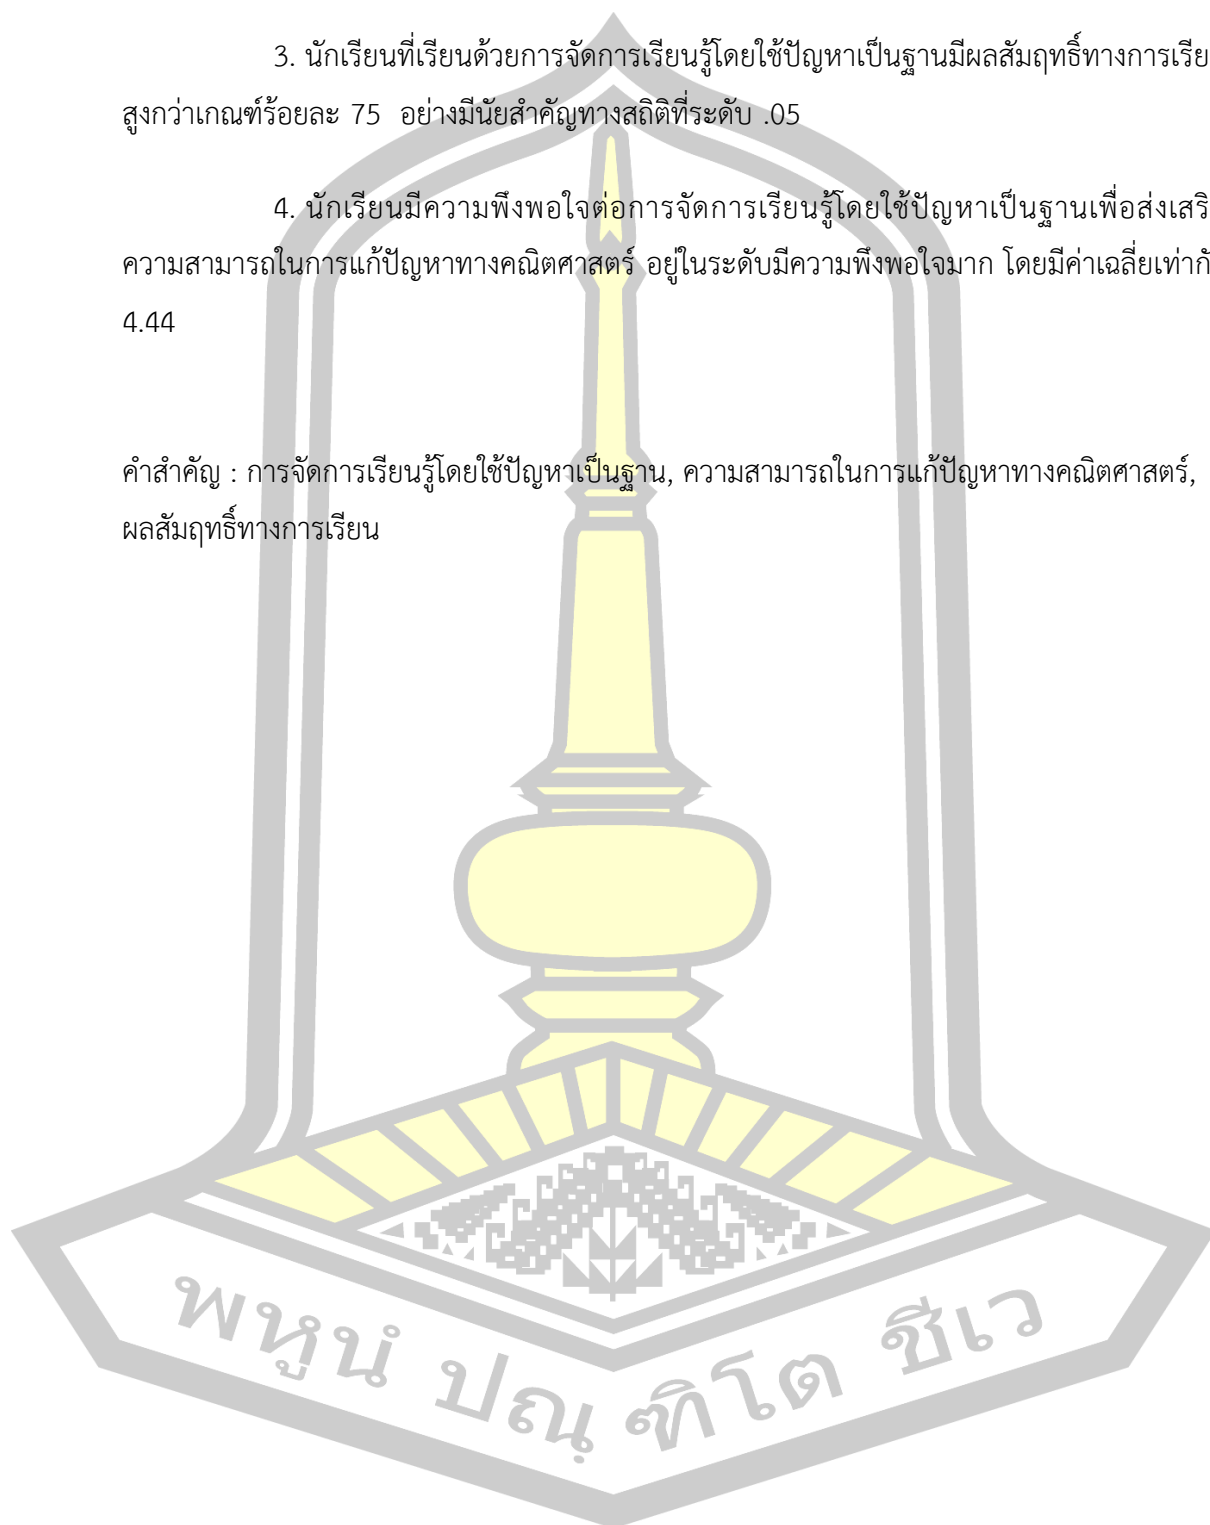 3. นักเรียนที่เรียนด้วยการจัดการเรียนรู้โดยใช้ปัญหาเป็นฐานมีผลสัมฤทธิ์ทางการเรีย
สูงกว่าเกณฑ์ร้อยละ 75 อย่างมีนัยสำคัญทางสถิติที่ระดับ .05
4. นักเรียนมีความพึงพอใจต่อการจัดการเรียนรู้โดยใช้ปัญหาเป็นฐานเพื่อส่งเสริ
ความสามารถในการแก้ปัญหาทางคณิตศาสตร์ อยู่ในระดับมีความพึงพอใจมาก โดยมีค่าเฉลี่ยเท่ากั
4.44
คำสำคัญ : การจัดการเรียนรู้โดยใช้ปัญหาเป็นฐาน, ความสามารถในการแก้ปัญหาทางคณิตศาสตร์,
ผลสัมฤทธิ์ทางการเรียน
พหูนํ ปณฺฑิโต ชีเว